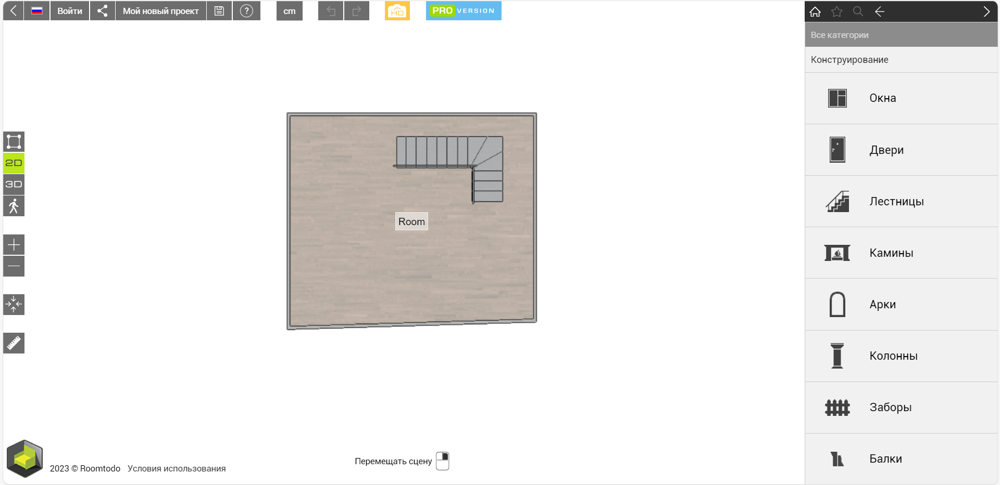 Войти
Мой новый проект
?
cm
HD
PRO VERSION
Все категории
Конструирование
Окна
Двери
Лестницы
Камины
Арки
Колонны
Заборы
Балки
2D
3D
Room
Перемещать сцену
2023 © Roomtodo Условия использования